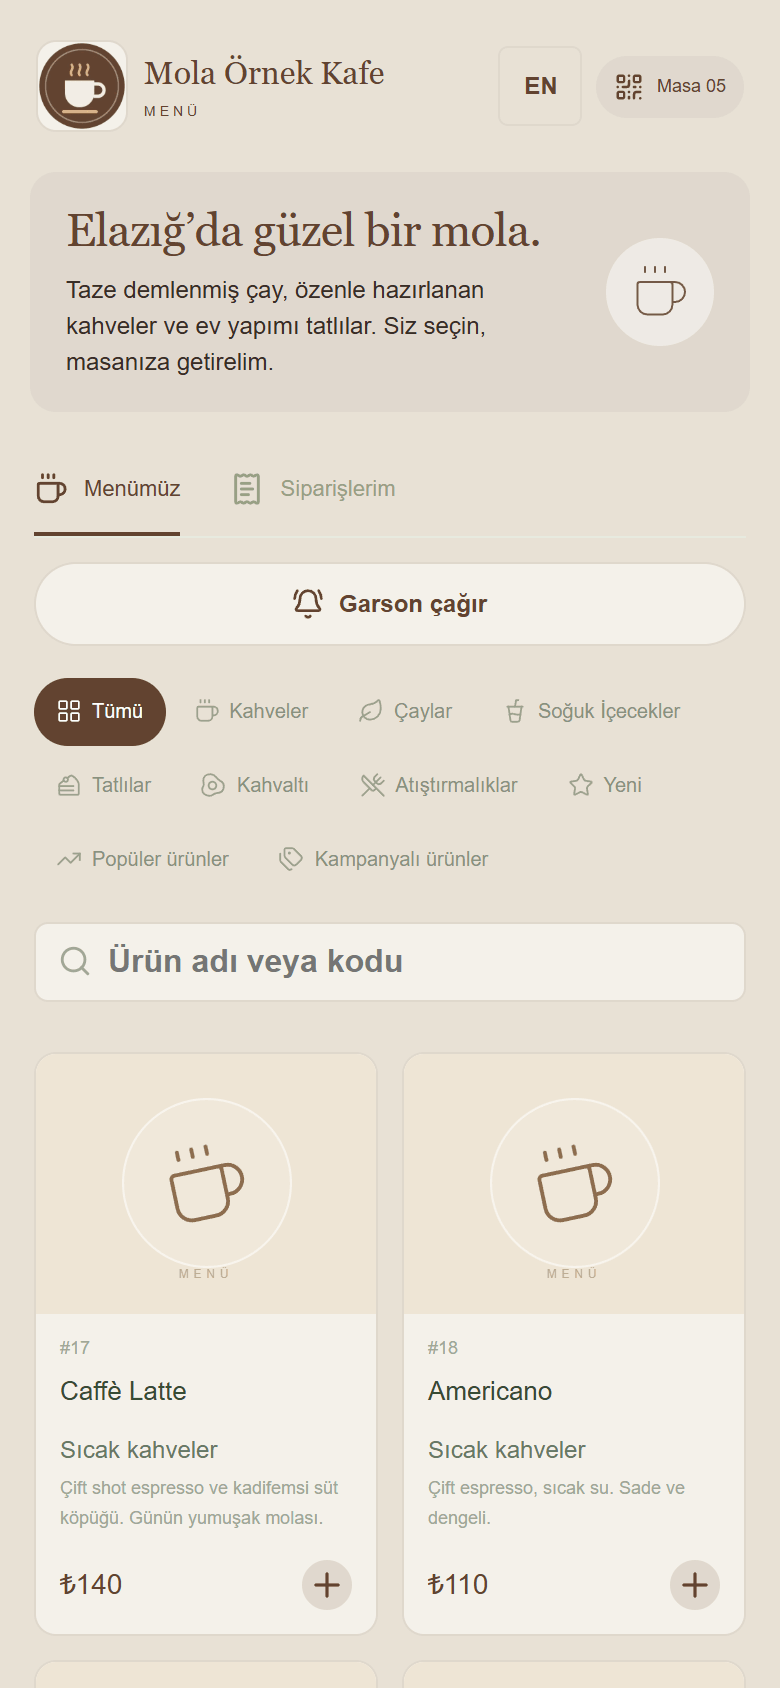 Mola Örnek Kafe
MENÜ
EN
Masa 05
Elazığ’da güzel bir mola.
Taze demlenmiş çay, özenle hazırlanan
kahveler ve ev yapımı tatlılar. Siz seçin,
masanıza getirelim.
Menümüz
Siparişlerim
Garson çağır
Tümü
Kahveler
Çaylar
Soğuk İçecekler
Tatlılar
Kahvaltı
Atıştırmalıklar
Yeni
Popüler ürünler
Kampanyalı ürünler
Ürün adı veya kodu
MENÜ
#17
Caffè Latte
Sıcak kahveler
Çift shot espresso ve kadifemsi süt
köpüğü. Günün yumuşak molası.
₺140
MENÜ
#18
Americano
Sıcak kahveler
Çift espresso, sıcak su. Sade ve
dengeli.
₺110